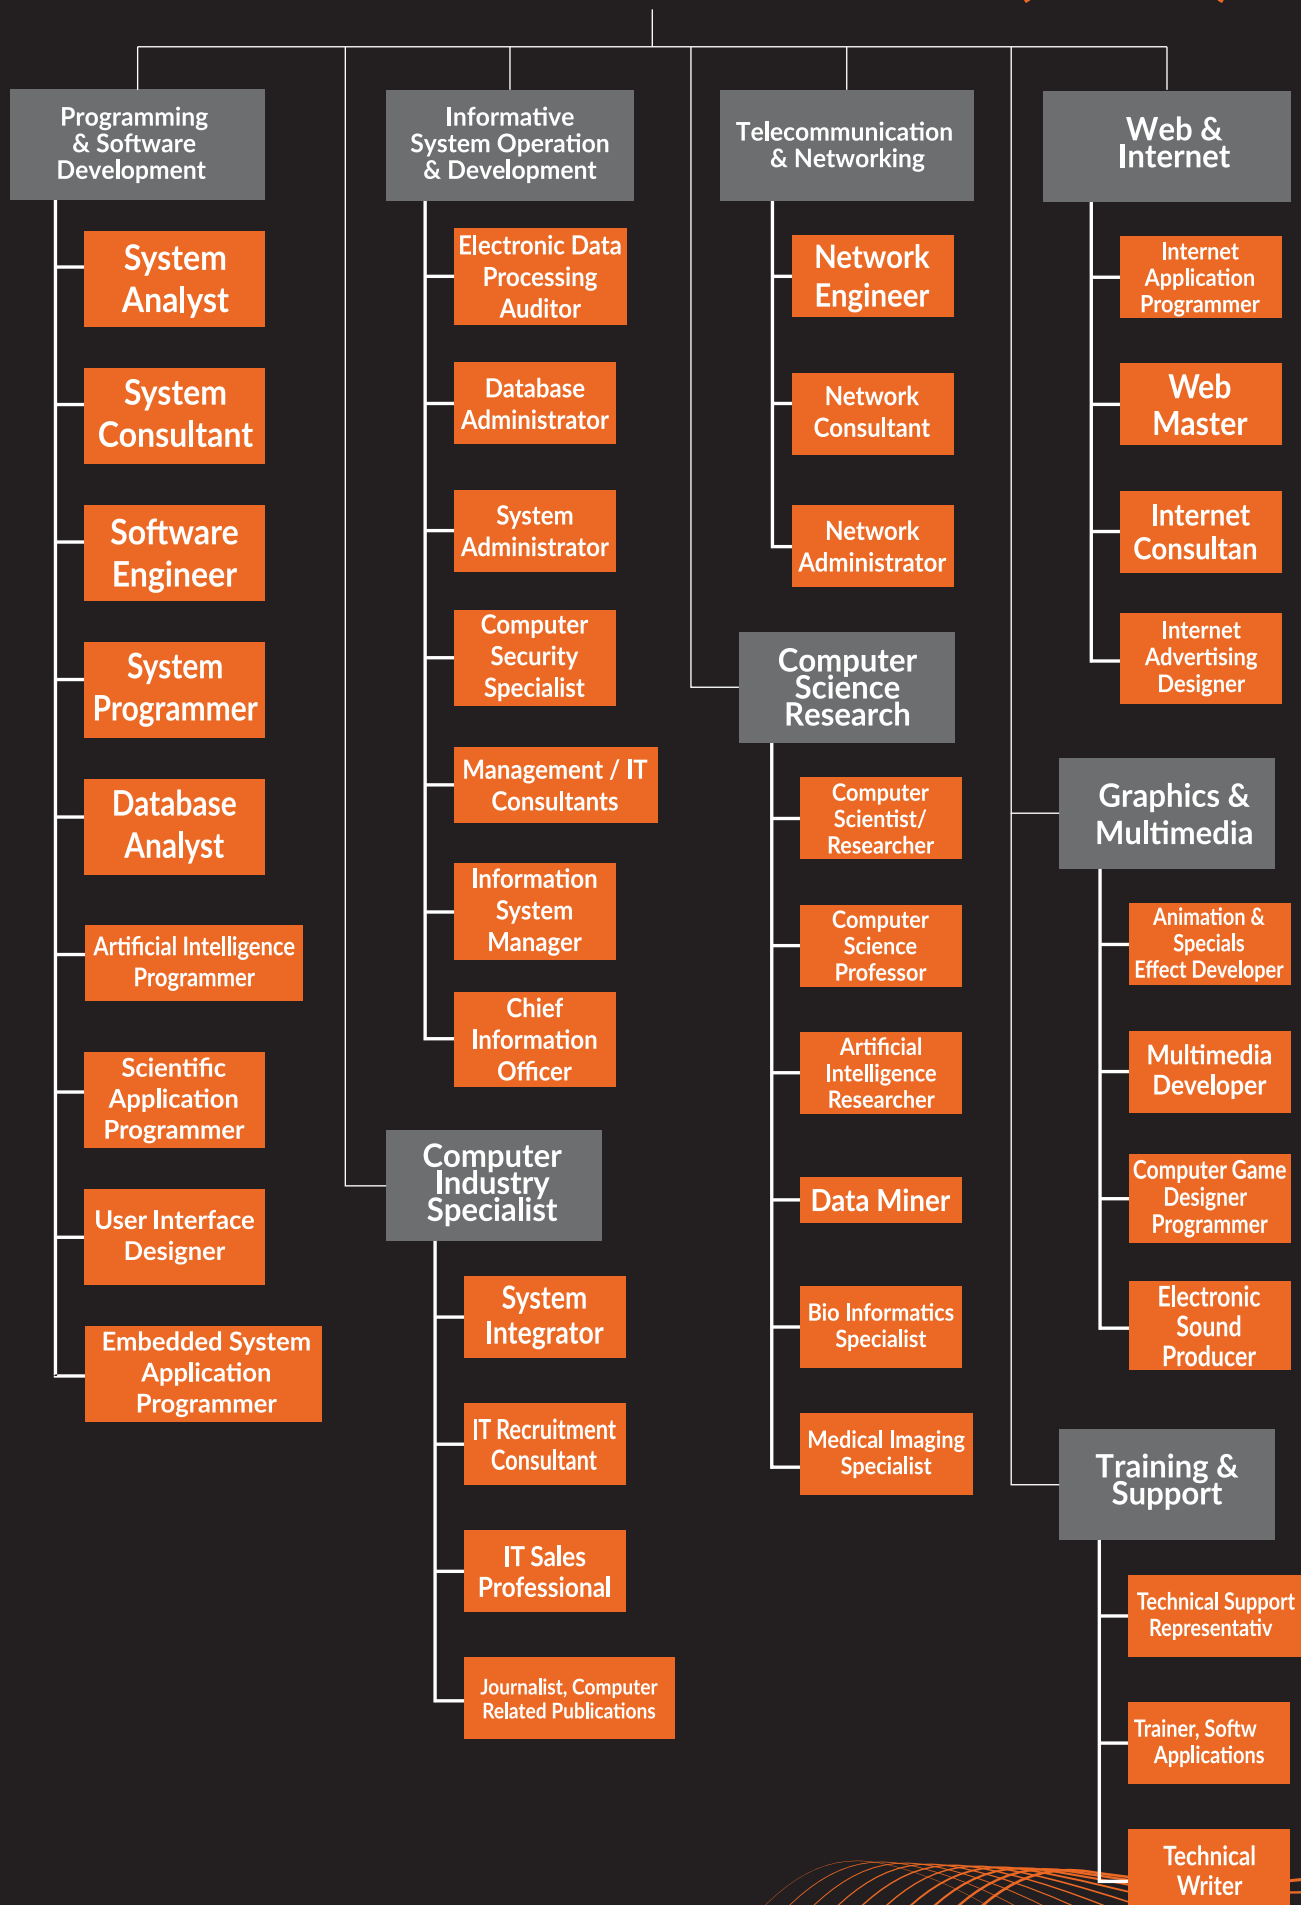 Programming
& Software
Development
System
Analyst
System
Consultant
Software
Engineer
System
Programmer
Database
Analyst
Artificial Intelligence
Programmer
Scientific
Application
Programmer
User Interface
Designer
Embedded System
Application
Programmer
Informative
System Operation
& Development
Electronic Data
Processing
Auditor
Database
Administrator
System
Administrator
Computer
Security
Specialist
Management / IT
Consultants
Information
System
Manager
Chief
Information
Officer
Computer
Industry
Specialist
System
Integrator
IT Recruitment
Consultant
IT Sales
Professional
Journalist, Computer
Related Publications
Telecommunication
& Networking
Network
Engineer
Network
Consultant
Network
Administrator
Computer
Science
Research
Computer
Scientist/
Researcher
Computer
Science
Professor
Artificial
Intelligence
Researcher
Data Miner
Bio Informatics
Specialist
Medical Imaging
Specialist
Web &
Internet
Internet
Application
Programmer
Web
Master
Internet
Consultan
Internet
Advertising
Designer
Graphics &
Multimedia
Animation &
Specials
Effect Developer
Multimedia
Developer
Computer Game
Designer
Programmer
Electronic
Sound
Producer
Training &
Support
Technical Support
Representativ
Trainer, Softw
Applications
Technical
Writer